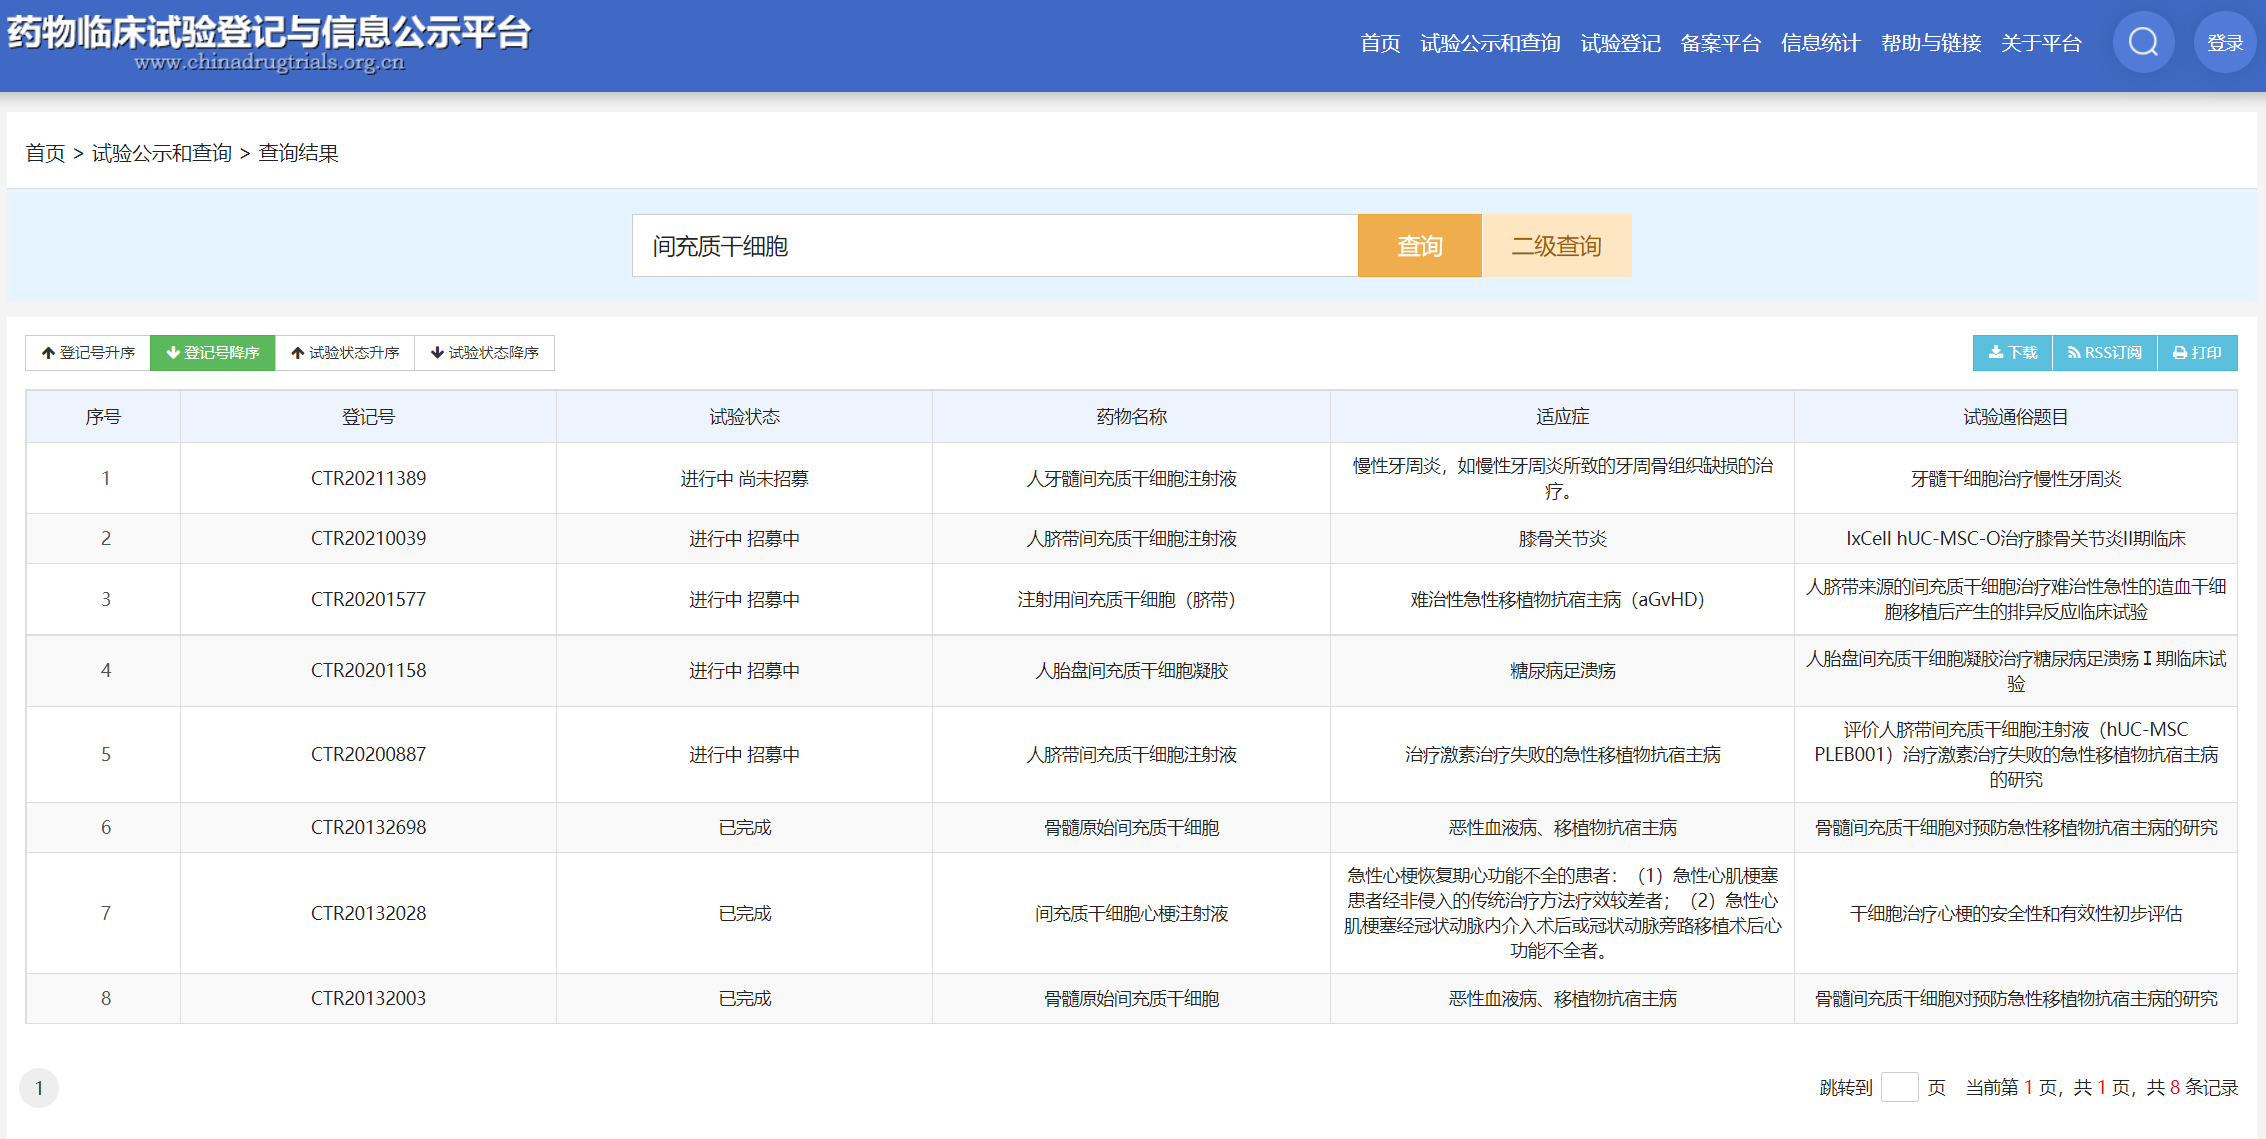 药物临床试验登记与信息公示平台
www.chinadrugtrials.org.cn
首页 试验公示和查询 试验登记 备案平台 信息统计 帮助与链接 关于平台 登录
首页 > 试验公示和查询 > 查询结果
间充质干细胞 查询 二级查询
登记号升序 登记号降序 试验状态升序 试验状态降序 下载 RSS订阅 打印
序号 登记号 试验状态 药物名称 适应症 试验通俗题目
1 CTR20211389 进行中 尚未招募 人牙髓间充质干细胞注射液 慢性牙周炎，如慢性牙周炎所致的牙周骨组织缺损的治
疗。 牙髓干细胞治疗慢性牙周炎
2 CTR20210039 进行中 招募中 人脐带间充质干细胞注射液 膝骨关节炎 IxCell hUC-MSC-O治疗膝骨关节炎II期临床
3 CTR20201577 进行中 招募中 注射用间充质干细胞（脐带） 难治性急性移植物抗宿主病（aGvHD） 人脐带来源的间充质干细胞治疗难治性急性的造血干细
胞移植后产生的排异反应临床试验
4 CTR20201158 进行中 招募中 人胎盘间充质干细胞凝胶 糖尿病足溃疡 人胎盘间充质干细胞凝胶治疗糖尿病足溃疡Ⅰ期临床试
验
5 CTR20200887 进行中 招募中 人脐带间充质干细胞注射液 治疗激素治疗失败的急性移植物抗宿主病 评价人脐带间充质干细胞注射液（hUC-MSC
PLEB001）治疗激素治疗失败的急性移植物抗宿主病
的研究
6 CTR20132698 已完成 骨髓原始间充质干细胞 恶性血液病、移植物抗宿主病 骨髓间充质干细胞对预防急性移植物抗宿主病的研究
7 CTR20132028 已完成 间充质干细胞心梗注射液 急性心梗恢复期心功能不全的患者：（1）急性心肌梗塞
患者经非侵入的传统治疗方法疗效较差者；（2）急性心
肌梗塞经冠状动脉内介入术后或冠状动脉旁路移植术后心
功能不全者。 干细胞治疗心梗的安全性和有效性初步评估
8 CTR20132003 已完成 骨髓原始间充质干细胞 恶性血液病、移植物抗宿主病 骨髓间充质干细胞对预防急性移植物抗宿主病的研究
1 跳转到 页 当前第 1 页，共 1 页，共 8 条记录